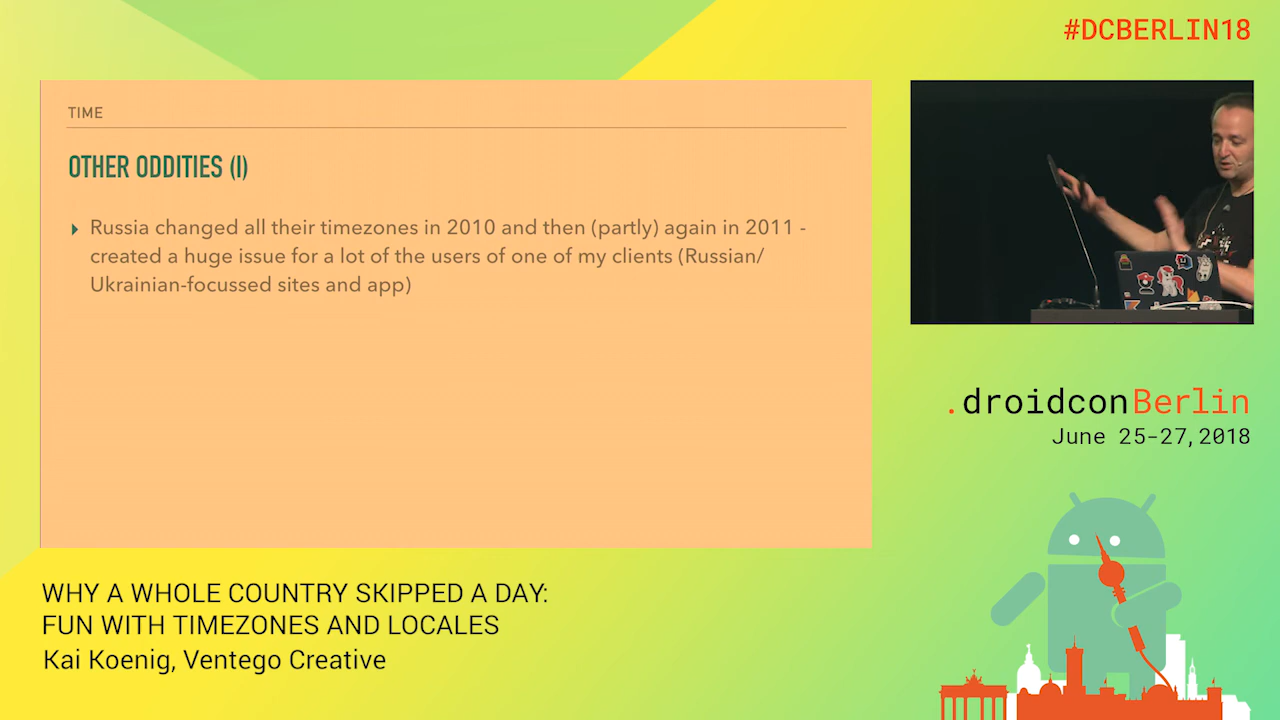 #DCBERLIN18
TIME
OTHER ODDITIES (I)
Russia changed all their timezones in 2010 and then (partly) again in 2011 -
created a huge issue for a lot of the users of one of my clients (Russian/
Ukrainian-focussed sites and app)
.droidconBerlin
June 25-27,2018
WHY A WHOLE COUNTRY SKIPPED A DAY:
FUN WITH TIMEZONES AND LOCALES
Kai Koenig, Ventego Creative